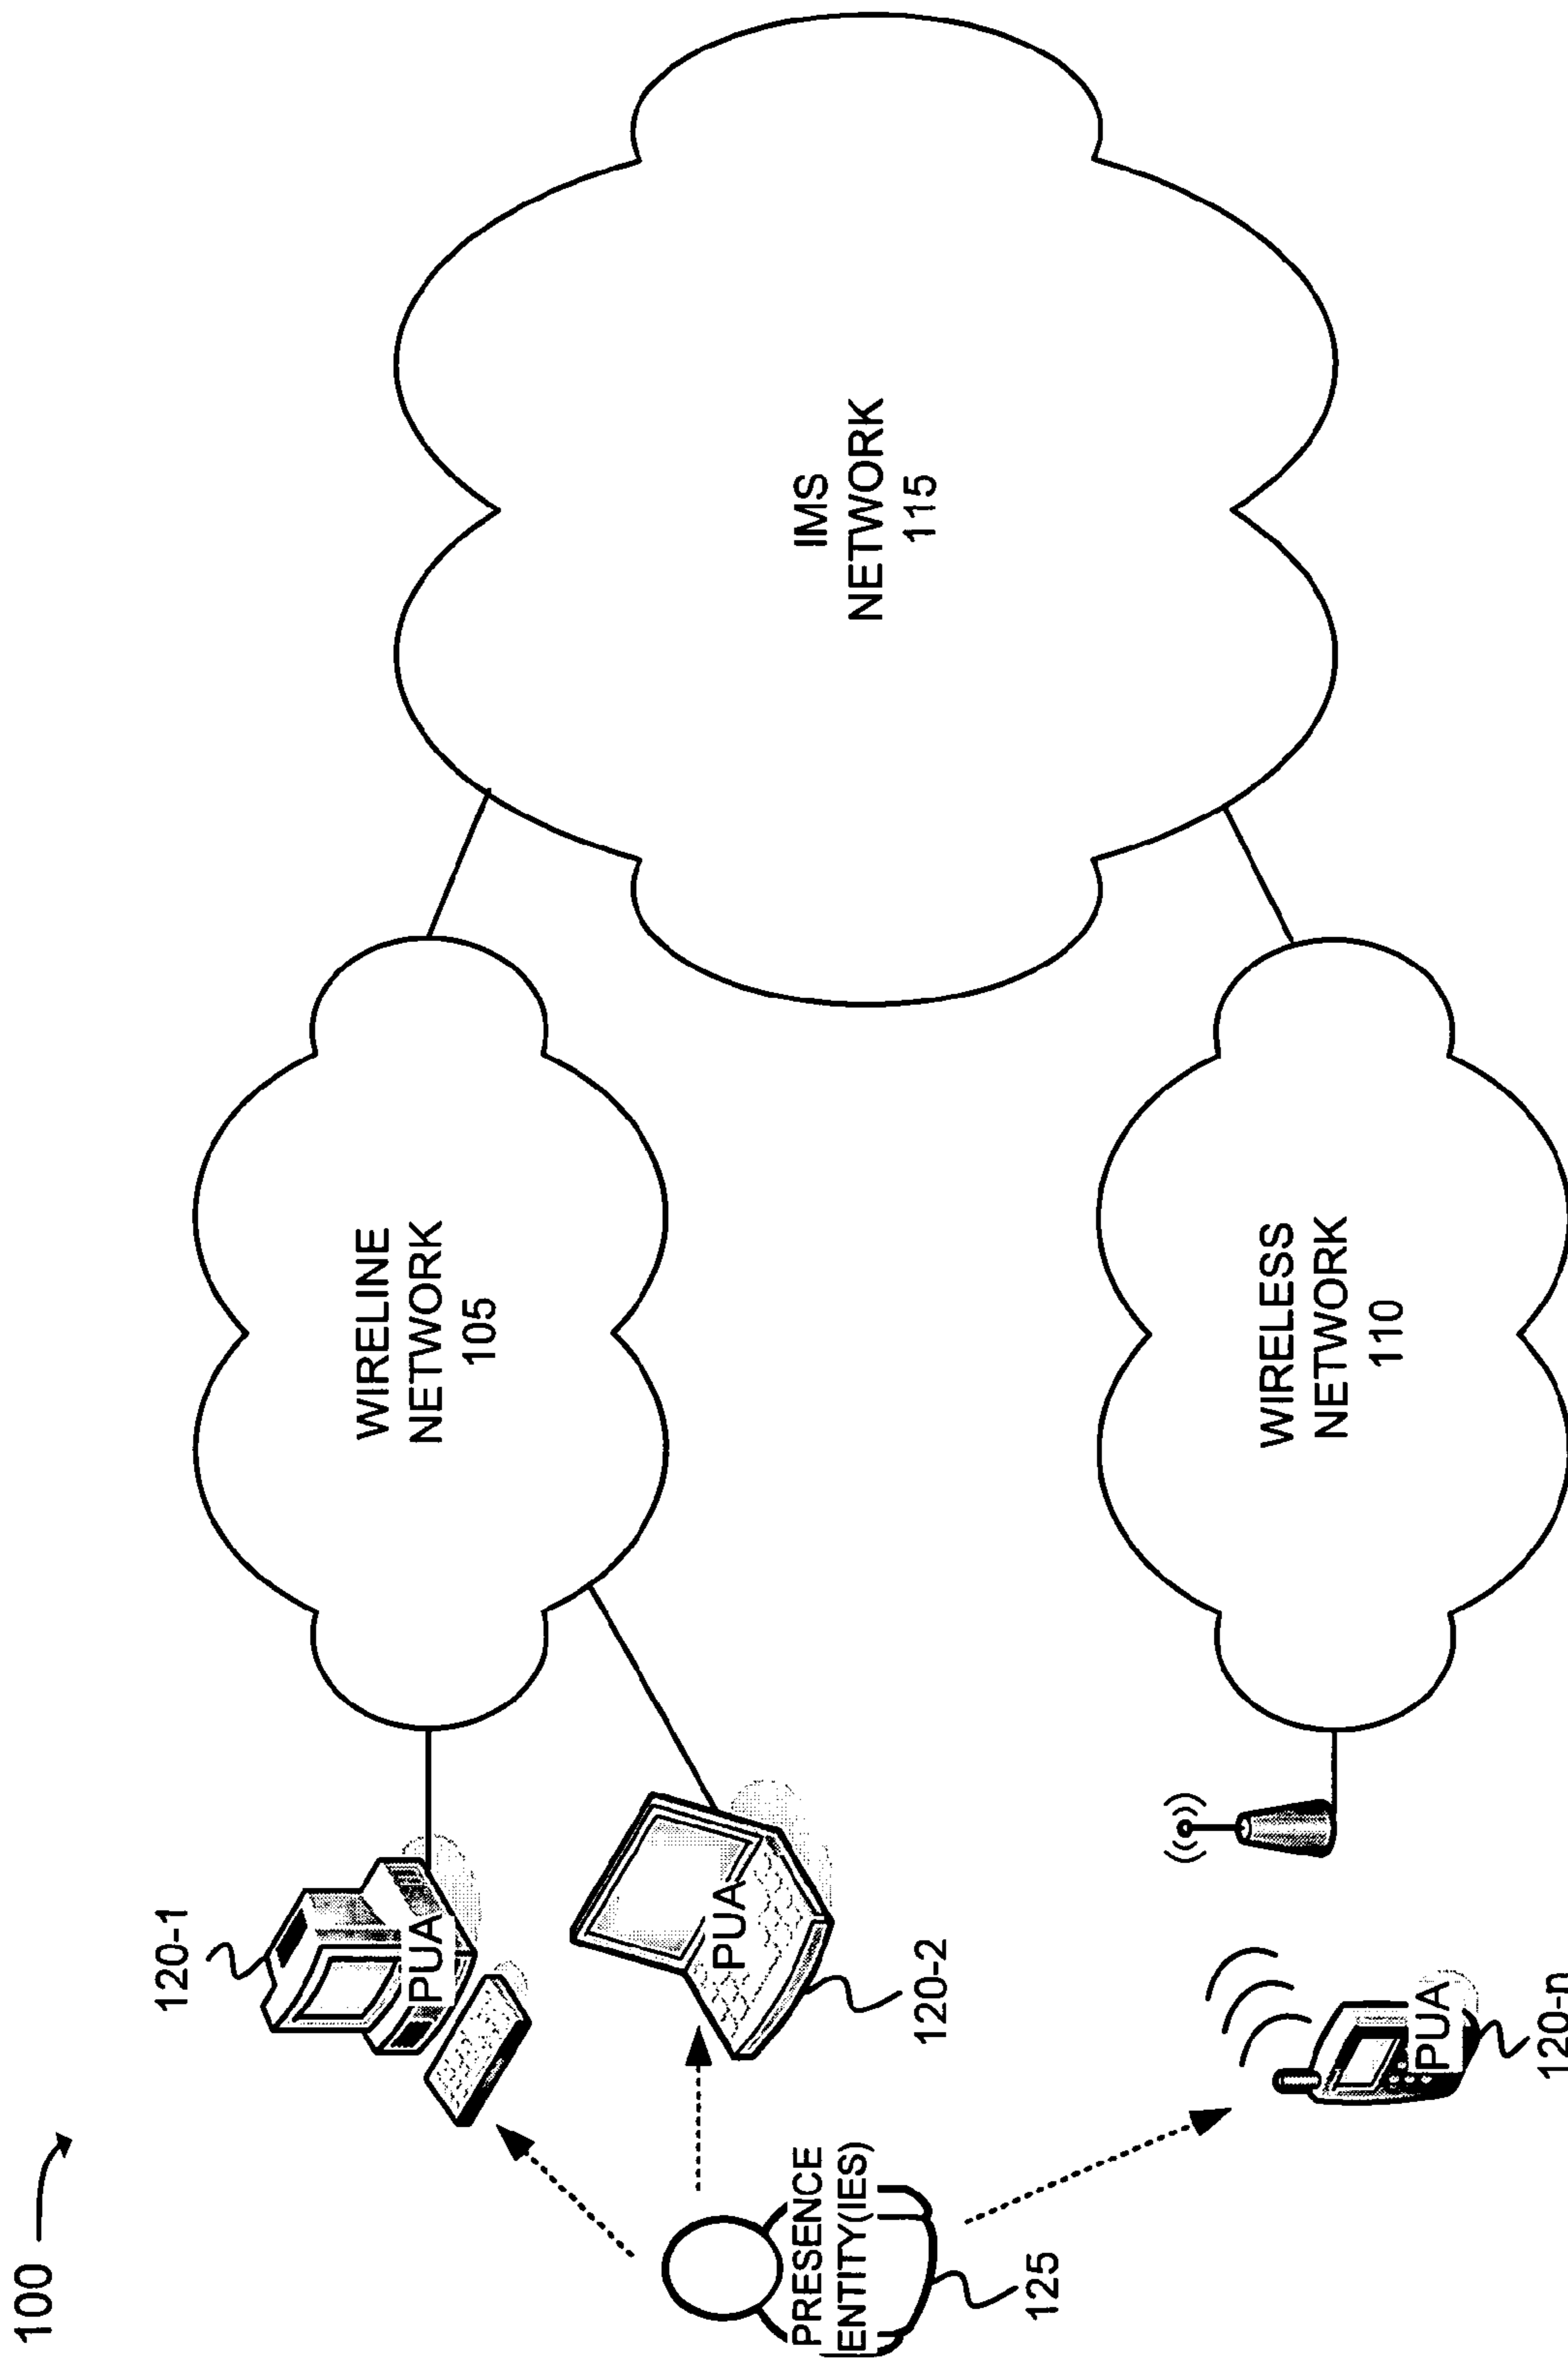 100
120-1
PUA
WIRELINE
NETWORK
105
IMS
NETWORK
115
PUA
120-2
PRESENCE
ENTITY(IES)
125
WIRELESS
NETWORK
110
PUA
120-n